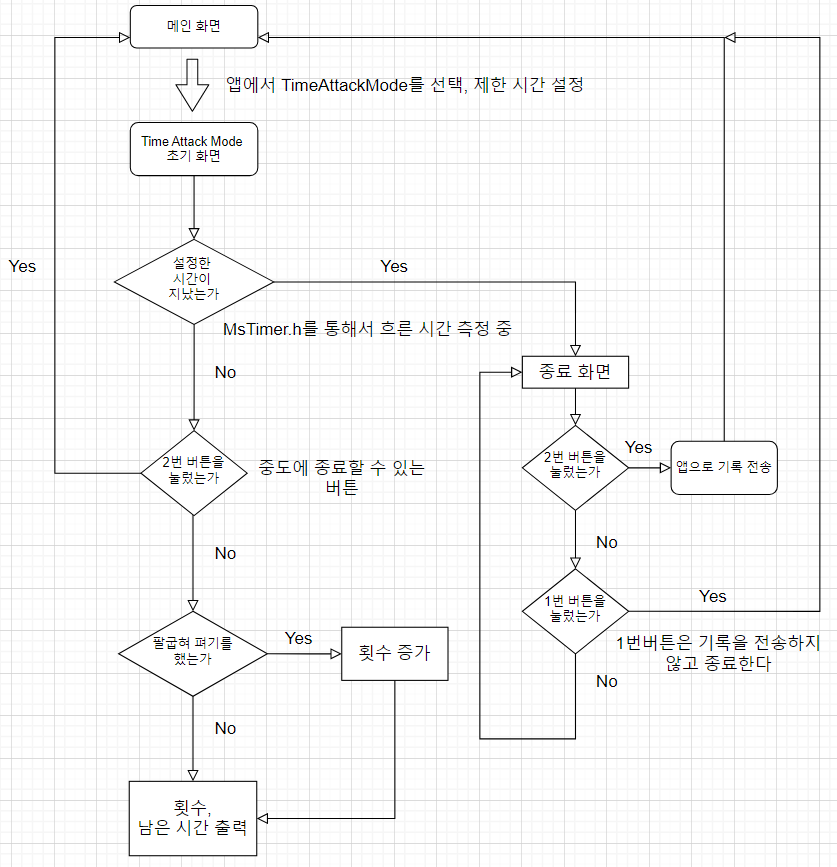 메인 화면
앱에서 TimeAttackMode를 선택, 제한 시간 설정
Time Attack Mode
초기 화면
Yes
설정한
시간이
지났는가
Yes
MsTimer.h를 통해서 흐른 시간 측정 중
No
종료 화면
2번 버튼을
눌렀는가
중도에 종료할 수 있는
버튼
2번 버튼을
눌렀는가
Yes
앱으로 기록 전송
No
No
1번 버튼을
눌렀는가
Yes
1번버튼은 기록을 전송하지
않고 종료한다
No
팔굽혀 펴기를
했는가
Yes
횟수 증가
No
횟수,
남은 시간 출력